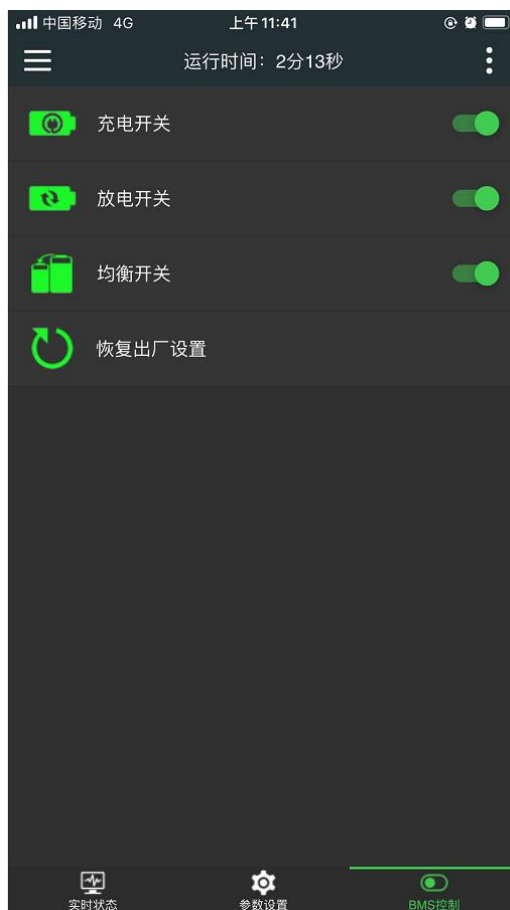 中国移动 4G 上午11:41
运行时间：2分13秒
充电开关
放电开关
均衡开关
恢复出厂设置
实时状态 参数设置 BMS控制